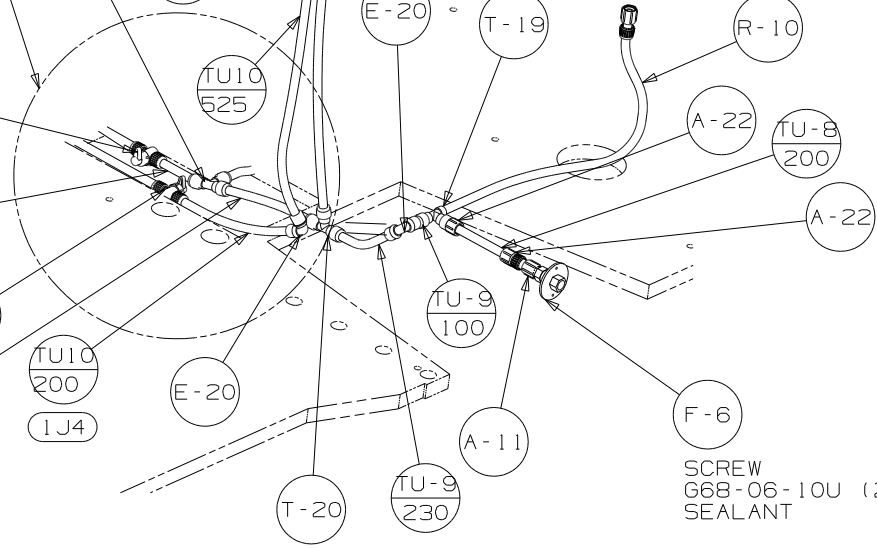 E-20
T-19
R-10
TU10
525
A-22
TU-8
200
A-22
TU-9
100
TU10
200
E-20
1J4
F-6
A-11
SCREW
G68-06-10U (2
SEALANT
TU-9
230
T-20